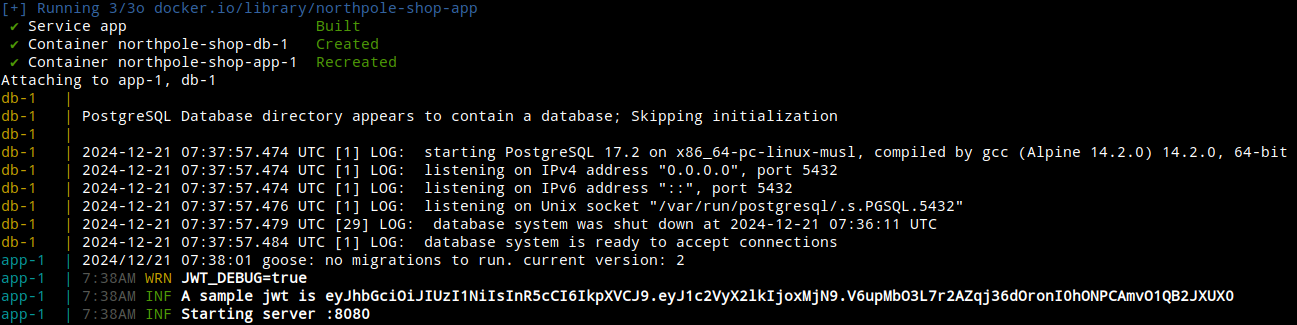 [+] Running 3/3o docker.io/library/northpole-shop-app
✔ Service app Built
✔ Container northpole-shop-db-1 Created
✔ Container northpole-shop-app-1 Recreated
Attaching to app-1, db-1
db-1 |
db-1 | PostgreSQL Database directory appears to contain a database; Skipping initialization
db-1 |
db-1 | 2024-12-21 07:37:57.474 UTC [1] LOG: starting PostgreSQL 17.2 on x86_64-pc-linux-musl, compiled by gcc (Alpine 14.2.0) 14.2.0, 64-bit
db-1 | 2024-12-21 07:37:57.474 UTC [1] LOG: listening on IPv4 address "0.0.0.0", port 5432
db-1 | 2024-12-21 07:37:57.474 UTC [1] LOG: listening on IPv6 address "::", port 5432
db-1 | 2024-12-21 07:37:57.476 UTC [1] LOG: listening on Unix socket "/var/run/postgresql/.s.PGSQL.5432"
db-1 | 2024-12-21 07:37:57.479 UTC [29] LOG: database system was shut down at 2024-12-21 07:36:11 UTC
db-1 | 2024-12-21 07:37:57.484 UTC [1] LOG: database system is ready to accept connections
app-1 | 2024/12/21 07:38:01 goose: no migrations to run. current version: 2
app-1 | 7:38AM WRN JWT_DEBUG=true
app-1 | 7:38AM INF A sample jwt is eyJhbGciOiJIUzI1NiIsInR5cCI6IkpXVCJ9.eyJ1c2VyX2lkIjoxMjN9.V6upMbO3L7r2AZqj36dOronI0hONPCAmvO1QB2JXUX0
app-1 | 7:38AM INF Starting server :8080